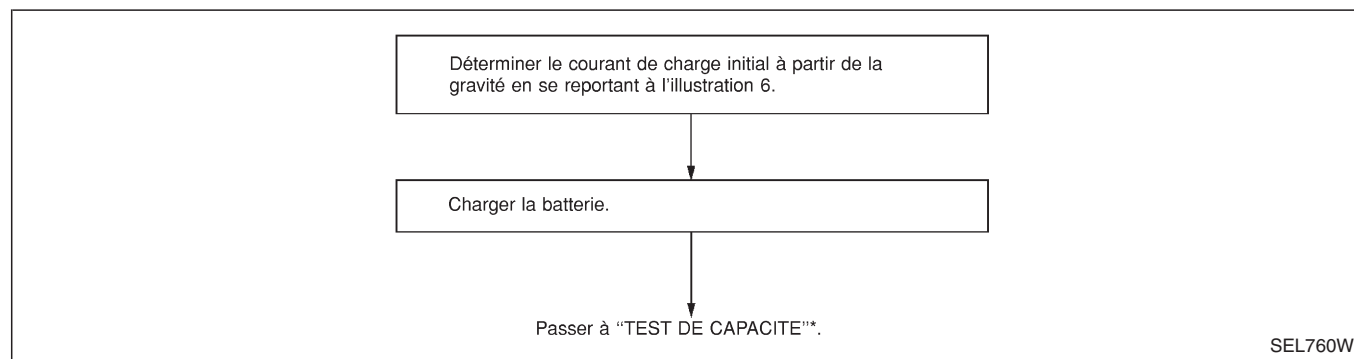 Déterminer le courant de charge initial à partir de la
gravité en se reportant à l'illustration 6.
Charger la batterie.
Passer à “TEST DE CAPACITE”*.
SEL760W